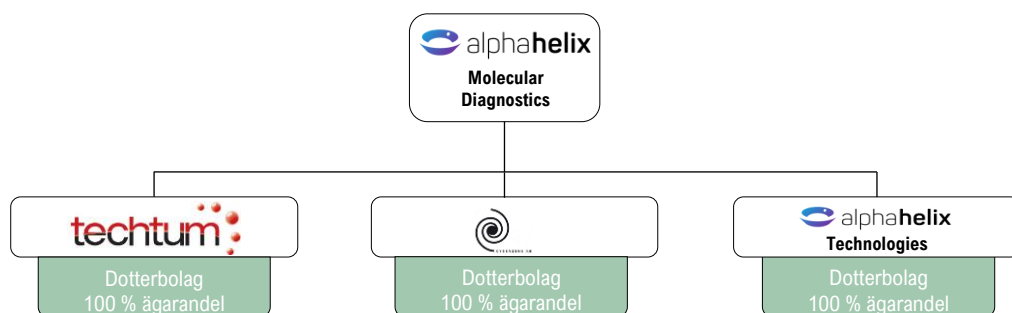 alphahelix
Molecular
Diagnostics
techtum
alphahelix
Technologies
Dotterbolag
100 % ägarandel
Dotterbolag
100 % ägarandel
Dotterbolag
100 % ägarandel